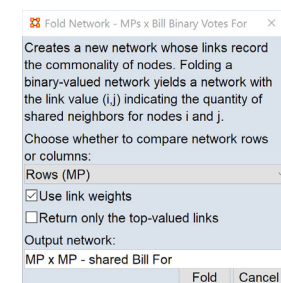 Fold Network - MPs x Bill Binary Votes For
Creates a new network whose links record
the commonality of nodes. Folding a
binary-valued network yields a network with
the link value (i,j) indicating the quantity of
shared neighbors for nodes i and j.
Choose whether to compare network rows
or columns:
Rows (MP)
Use link weights
Return only the top-valued links
Output network:
MP x MP - shared Bill For
Fold Cancel